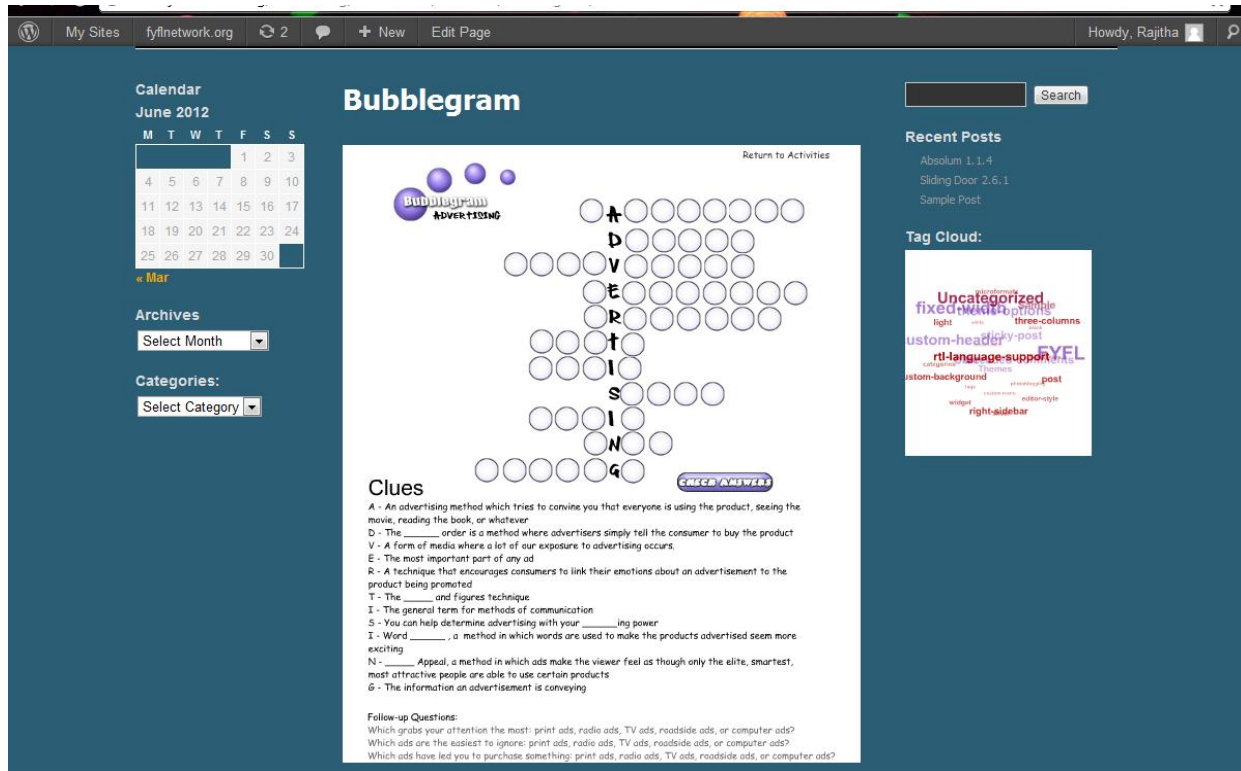 My Sites fyflnetwork.org 2 + New Edit Page Howdy, Rajitha
Calendar
June 2012
M T W T F S S
1 2 3
4 5 6 7 8 9 10
11 12 13 14 15 16 17
18 19 20 21 22 23 24
25 26 27 28 29 30
« Mar
Archives
Select Month
Categories:
Select Category
Bubblegram
Return to Activities
Bubblegram
ADVERTISING
A
D
V
E
R
t
I
S
I
N
G
CHECK ANSWERS
Clues
A - An advertising method which tries to convine you that everyone is using the product, seeing the
movie, reading the book, or whatever
D - The ______ order is a method where advertisers simply tell the consumer to buy the product
V - A form of media where a lot of our exposure to advertising occurs.
E - The most important part of any ad
R - A technique that encourages consumers to link their emotions about an advertisement to the
product being promoted
T - The _____ and figures technique
I - The general term for methods of communication
S - You can help determine advertising with your ______ing power
I - Word ______ , a method in which words are used to make the products advertised seem more
exciting
N - _____ Appeal, a method in which ads make the viewer feel as though only the elite, smartest,
most attractive people are able to use certain products
G - The information an advertisement is conveying
Follow-up Questions:
Which grabs your attention the most: print ads, radio ads, TV ads, roadside ads, or computer ads?
Which ads are the easiest to ignore: print ads, radio ads, TV ads, roadside ads, or computer ads?
Which ads have led you to purchase something: print ads, radio ads, TV ads, roadside ads, or computer ads?
Search
Recent Posts
Absolum 1.1.4
Sliding Door 2.6.1
Sample Post
Tag Cloud:
microformats
Uncategorized
fixed-width Sample
theme-options
light three-columns
sticky-post
ustom-header FYFL
rtl-language-support
categories
Themes
ustom-background post
widget editor-style
right-sidebar